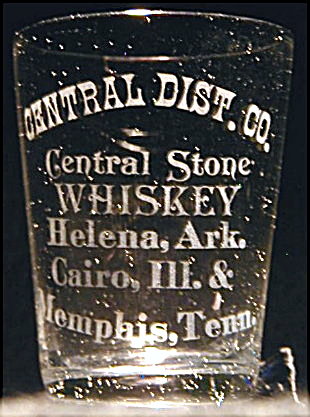 CENTRAL DIST. CO.
Central Stone
WHISKEY
Helena, Ark.
Cairo, Ill. &
Memphis, Tenn.